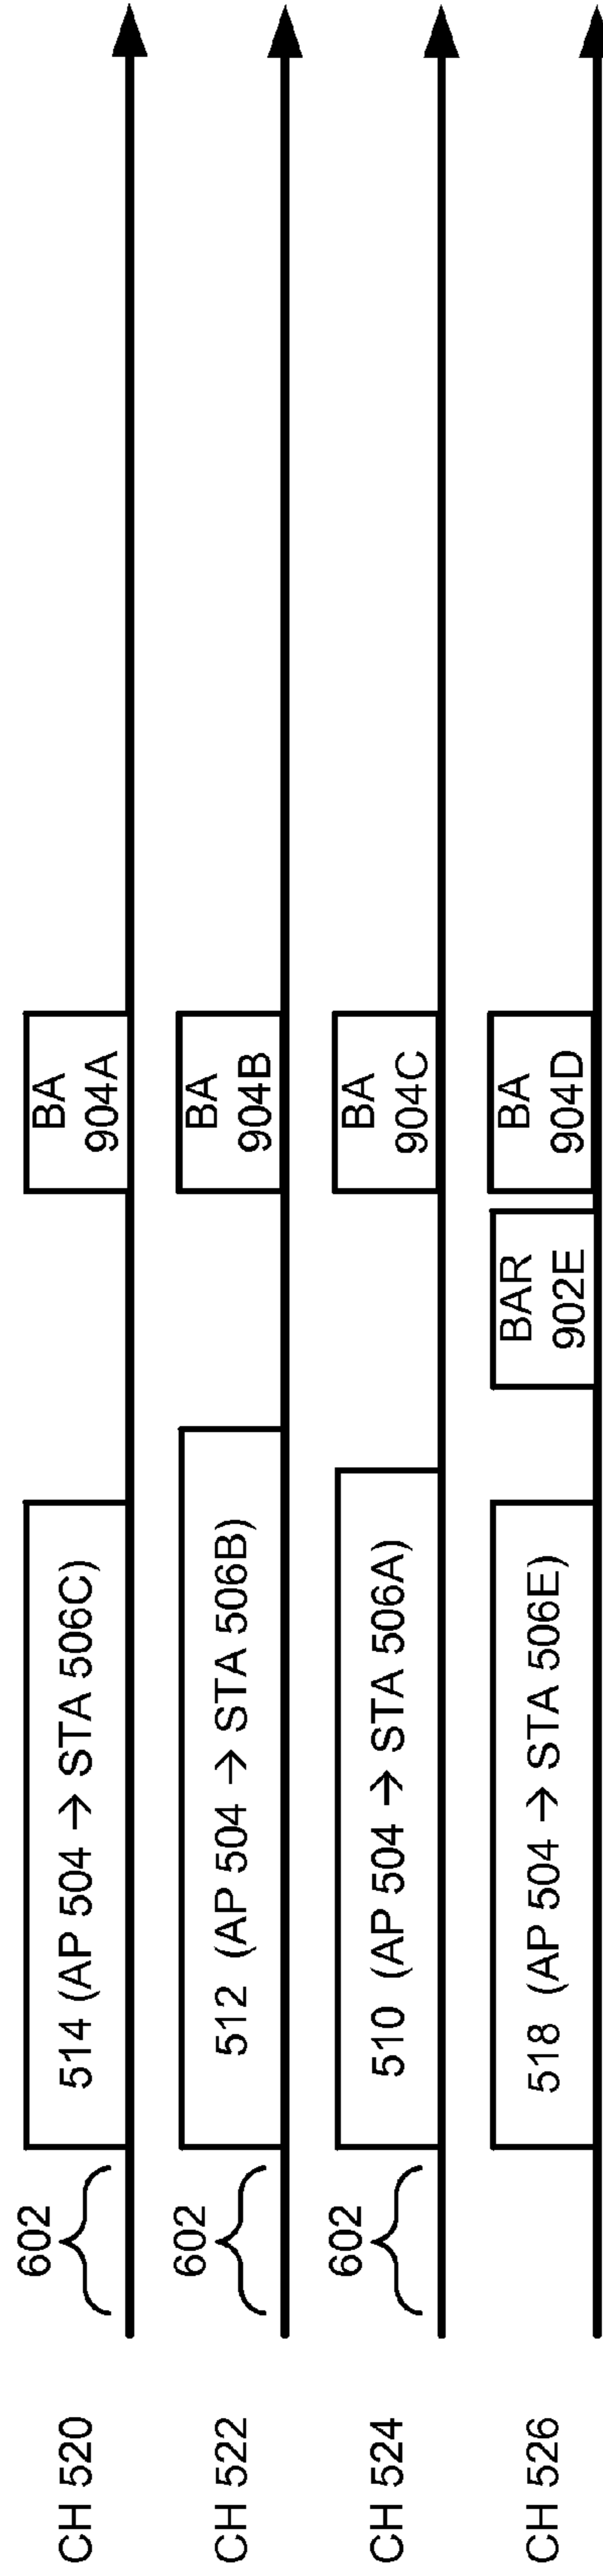 CH 520
602
514 (AP 504 → STA 506C)
BA
904A
CH 522
602
512 (AP 504 → STA 506B)
BA
904B
CH 524
602
510 (AP 504 → STA 506A)
BA
904C
CH 526
518 (AP 504 → STA 506E)
BAR
902E
BA
904D